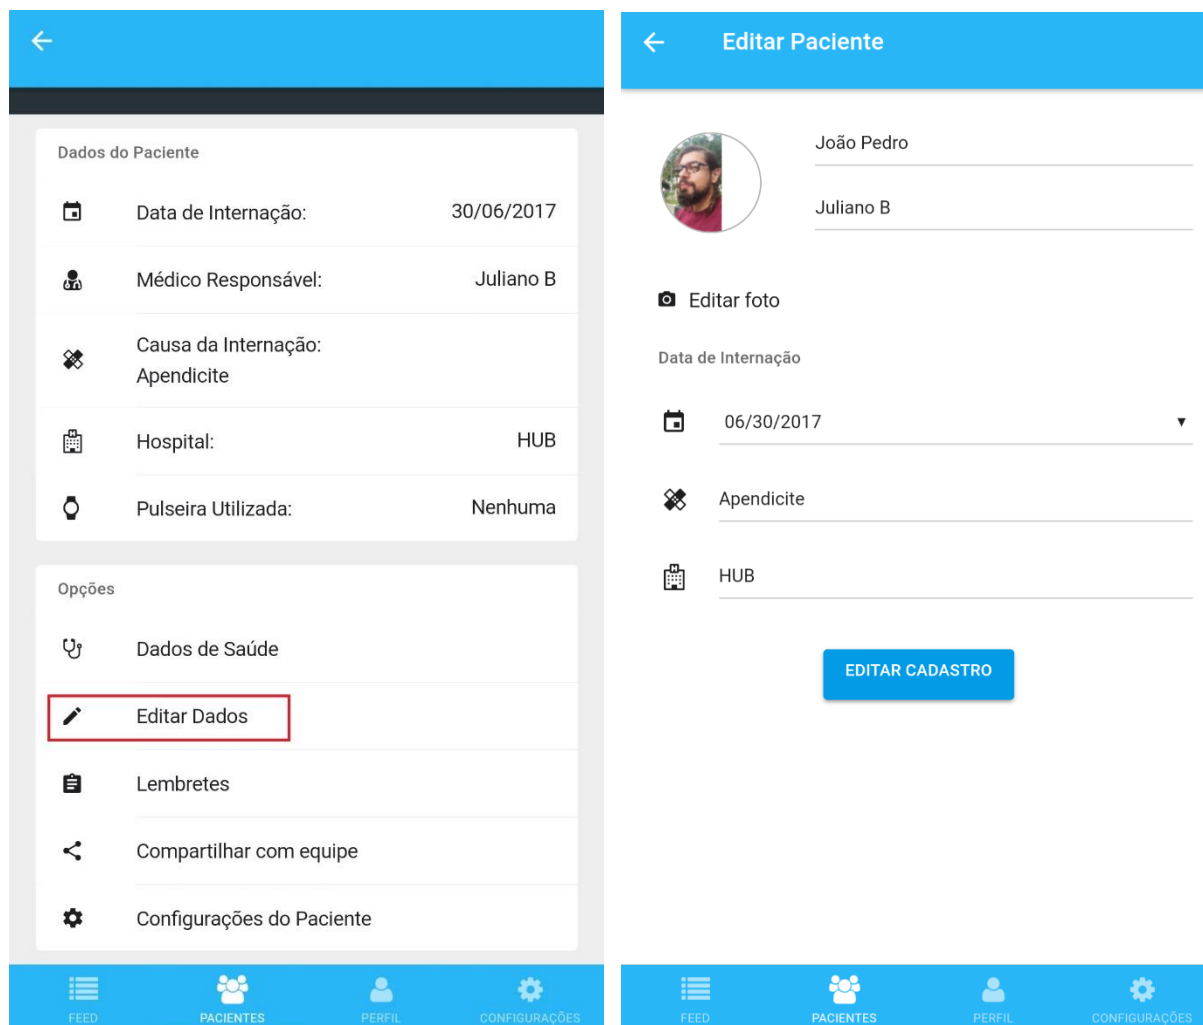 Dados do Paciente
Data de Internação: 30/06/2017
Médico Responsável: Juliano B
Causa da Internação:
Apendicite
Hospital: HUB
Pulseira Utilizada: Nenhuma
Opções
Dados de Saúde
Editar Dados
Lembretes
Compartilhar com equipe
Configurações do Paciente
FEED PACIENTES PERFIL CONFIGURAÇÕES
Editar Paciente
João Pedro
Juliano B
Editar foto
Data de Internação
06/30/2017
Apendicite
HUB
EDITAR CADASTRO
FEED PACIENTES PERFIL CONFIGURAÇÕES